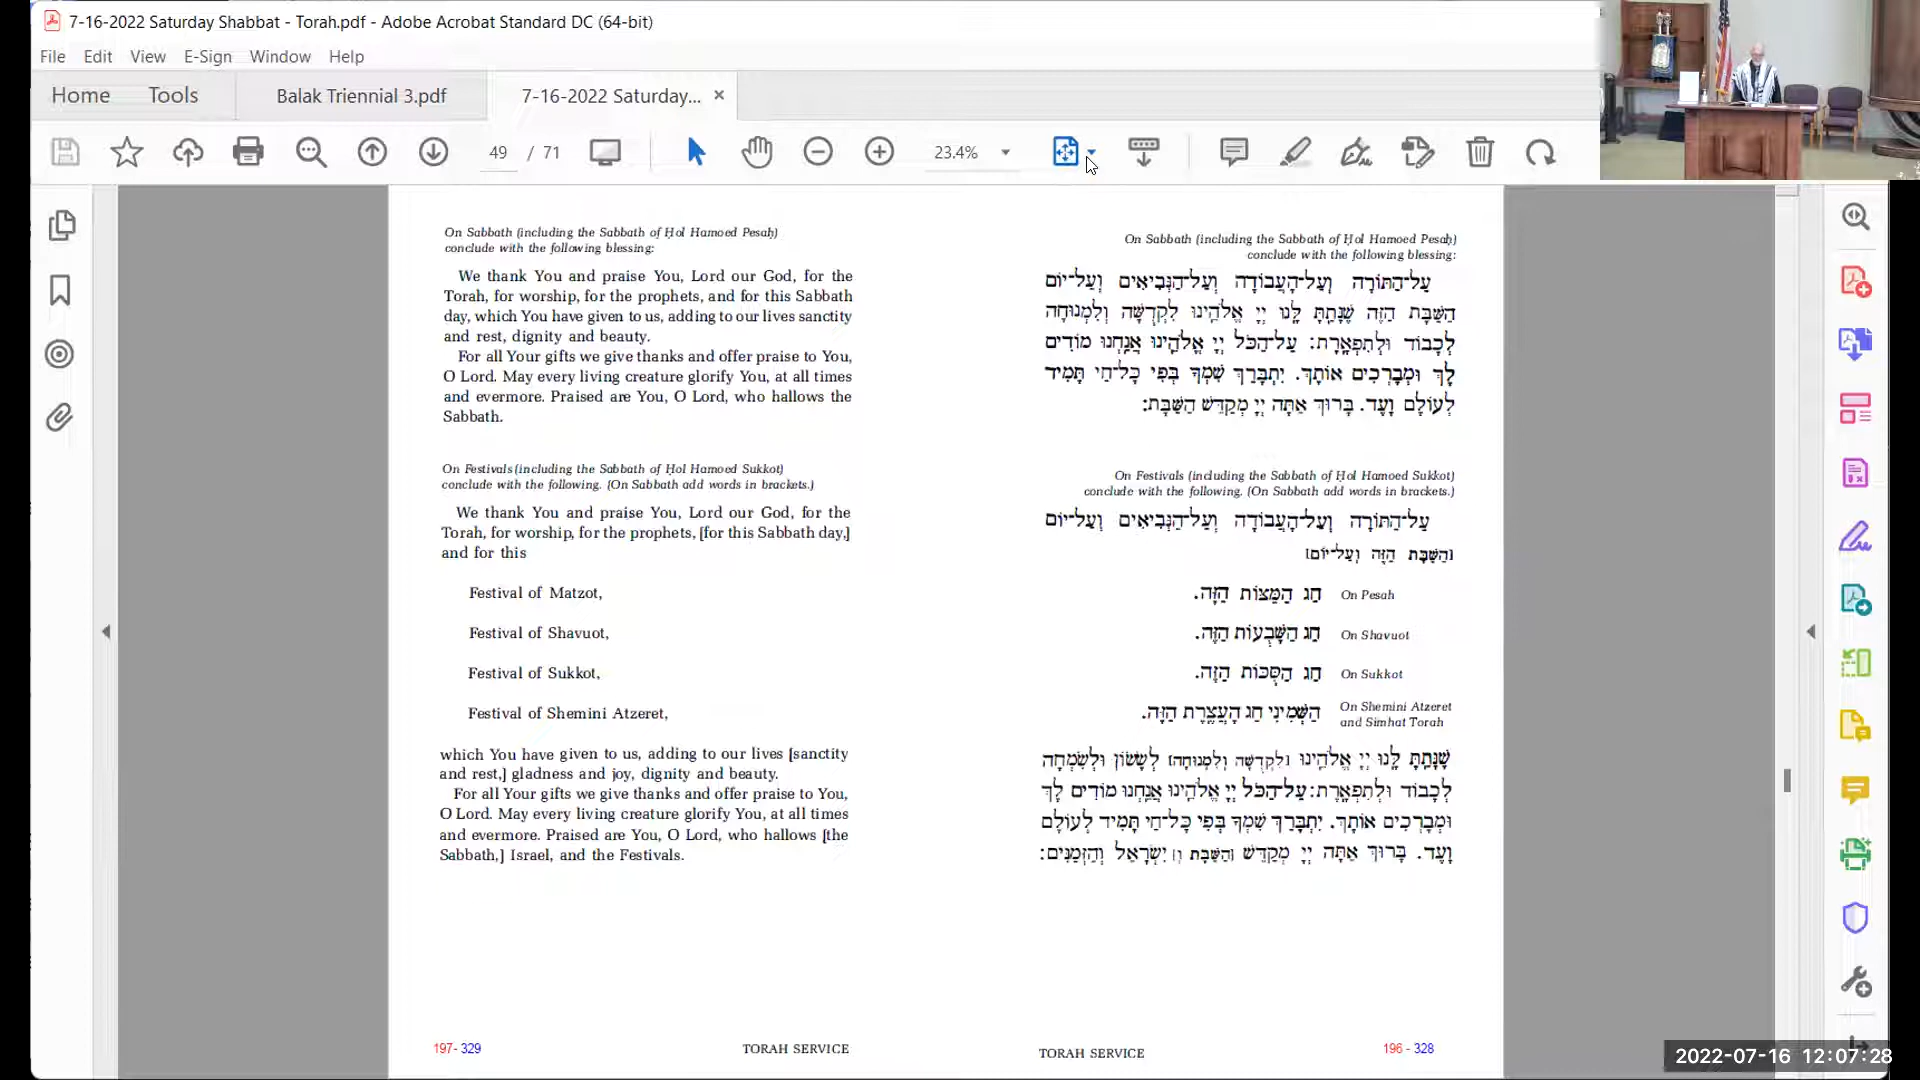 7-16-2022 Saturday Shabbat - Torah.pdf - Adobe Acrobat Standard DC (64-bit)
File Edit View E-Sign Window Help
Home Tools Balak Triennial 3.pdf 7-16-2022 Saturday... ×
49 / 71 23.4%
On Sabbath (including the Sabbath of Ḥol Hamoed Pesaḥ)
conclude with the following blessing:
We thank You and praise You, Lord our God, for the
Torah, for worship, for the prophets, and for this Sabbath
day, which You have given to us, adding to our lives sanctity
and rest, dignity and beauty.
For all Your gifts we give thanks and offer praise to You,
O Lord. May every living creature glorify You, at all times
and evermore. Praised are You, O Lord, who hallows the
Sabbath.
On Festivals (including the Sabbath of Ḥol Hamoed Sukkot)
conclude with the following. (On Sabbath add words in brackets.)
We thank You and praise You, Lord our God, for the
Torah, for worship, for the prophets, [for this Sabbath day,]
and for this
Festival of Matzot,
Festival of Shavuot,
Festival of Sukkot,
Festival of Shemini Atzeret,
which You have given to us, adding to our lives [sanctity
and rest,] gladness and joy, dignity and beauty.
For all Your gifts we give thanks and offer praise to You,
O Lord. May every living creature glorify You, at all times
and evermore. Praised are You, O Lord, who hallows [the
Sabbath,] Israel, and the Festivals.
197- 329 TORAH SERVICE
On Sabbath (including the Sabbath of Ḥol Hamoed Pesaḥ)
conclude with the following blessing:
עַל־הַתּוֹרָה וְעַל־הָעֲבוֹדָה וְעַל־הַנְּבִיאִים וְעַל־יוֹם
הַשַּׁבָּת הַזֶּה שֶׁנָּתַתָּ לָּנוּ יְיָ אֱלֹהֵינוּ לִקְדֻשָּׁה וְלִמְנוּחָה
לְכָבוֹד וּלְתִפְאָרֶת: עַל־הַכֹּל יְיָ אֱלֹהֵינוּ אֲנַחְנוּ מוֹדִים
לָךְ וּמְבָרְכִים אוֹתָךְ. יִתְבָּרַךְ שִׁמְךָ בְּפִי כָּל־חַי תָּמִיד
לְעוֹלָם וָעֶד. בָּרוּךְ אַתָּה יְיָ מְקַדֵּשׁ הַשַּׁבָּת:
On Festivals (including the Sabbath of Ḥol Hamoed Sukkot)
conclude with the following. (On Sabbath add words in brackets.)
עַל־הַתּוֹרָה וְעַל־הָעֲבוֹדָה וְעַל־הַנְּבִיאִים וְעַל־יוֹם
[הַשַּׁבָּת הַזֶּה וְעַל־יוֹם]
On Pesaḥ חַג הַמַּצּוֹת הַזֶּה.
On Shavuot חַג הַשָּׁבֻעוֹת הַזֶּה.
On Sukkot חַג הַסֻּכּוֹת הַזֶּה.
On Shemini Atzeret
and Simḥat Torah הַשְּׁמִינִי חַג הָעֲצֶרֶת הַזֶּה.
שֶׁנָּתַתָּ לָּנוּ יְיָ אֱלֹהֵינוּ [לִקְדֻשָּׁה וְלִמְנוּחָה] לְשָׂשׂוֹן וּלְשִׂמְחָה
לְכָבוֹד וּלְתִפְאָרֶת: עַל־הַכֹּל יְיָ אֱלֹהֵינוּ אֲנַחְנוּ מוֹדִים לָךְ
וּמְבָרְכִים אוֹתָךְ. יִתְבָּרַךְ שִׁמְךָ בְּפִי כָּל־חַי תָּמִיד לְעוֹלָם
וָעֶד. בָּרוּךְ אַתָּה יְיָ מְקַדֵּשׁ [הַשַּׁבָּת וְ] יִשְׂרָאֵל וְהַזְּמַנִּים:
TORAH SERVICE 196 - 328
2022-07-16 12:07:28